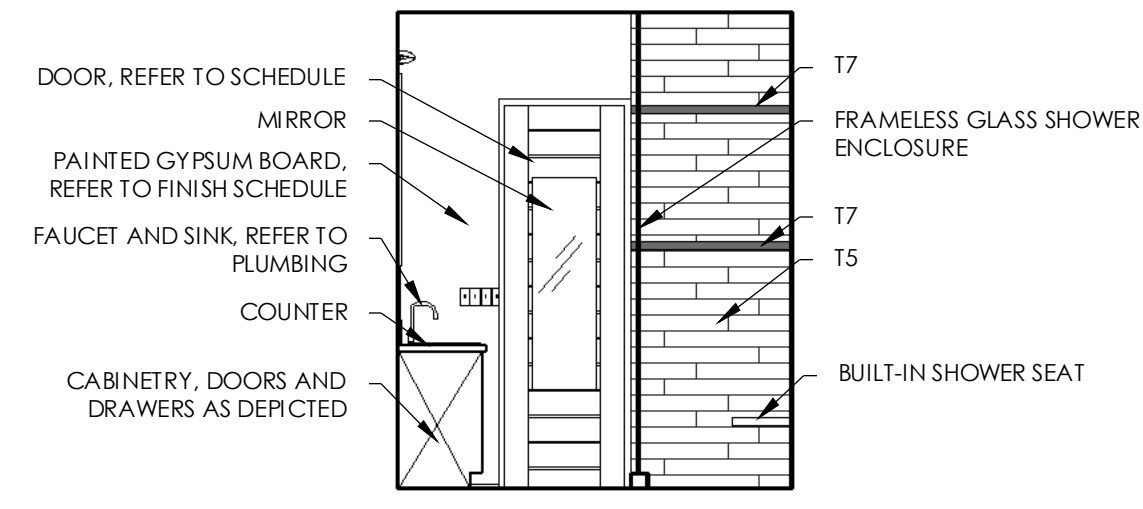 DOOR, REFER TO SCHEDULE
MIRROR
PAINTED GYPSUM BOARD,
REFER TO FINISH SCHEDULE
FAUCET AND SINK, REFER TO
PLUMBING
COUNTER
CABINETRY, DOORS AND
DRAWERS AS DEPICTED
T7
FRAMELESS GLASS SHOWER
ENCLOSURE
T7
T5
BUILT-IN SHOWER SEAT